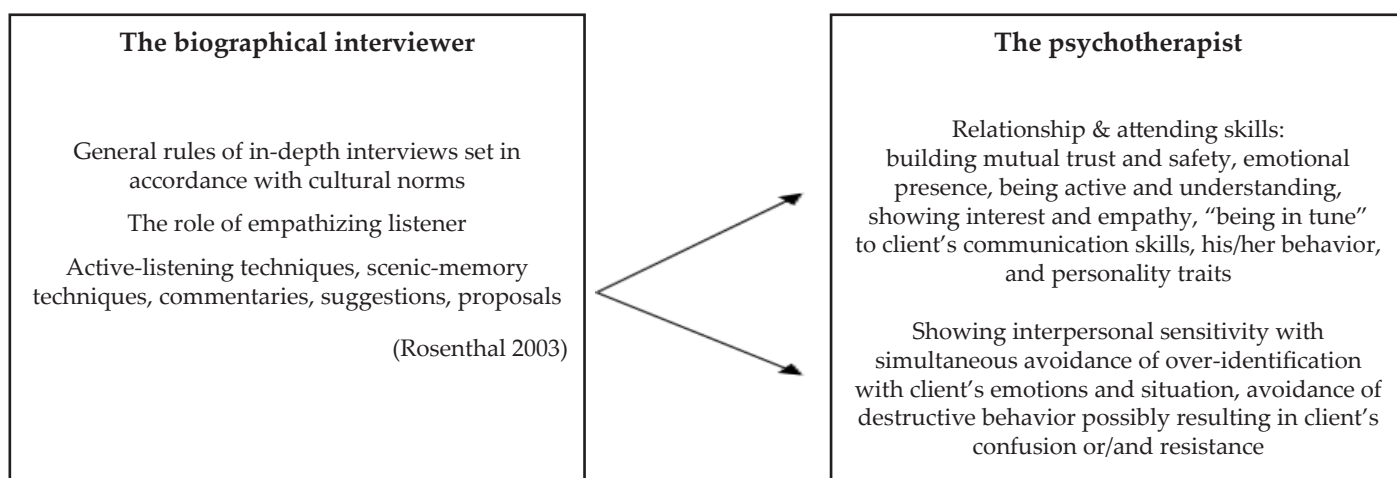 The biographical interviewer
General rules of in-depth interviews set in
accordance with cultural norms
The role of empathizing listener
Active-listening techniques, scenic-memory
techniques, commentaries, suggestions, proposals
(Rosenthal 2003)
The psychotherapist
Relationship & attending skills:
building mutual trust and safety, emotional
presence, being active and understanding,
showing interest and empathy, “being in tune”
to client’s communication skills, his/her behavior,
and personality traits
Showing interpersonal sensitivity with
simultaneous avoidance of over-identification
with client’s emotions and situation, avoidance of
destructive behavior possibly resulting in client’s
confusion or/and resistance